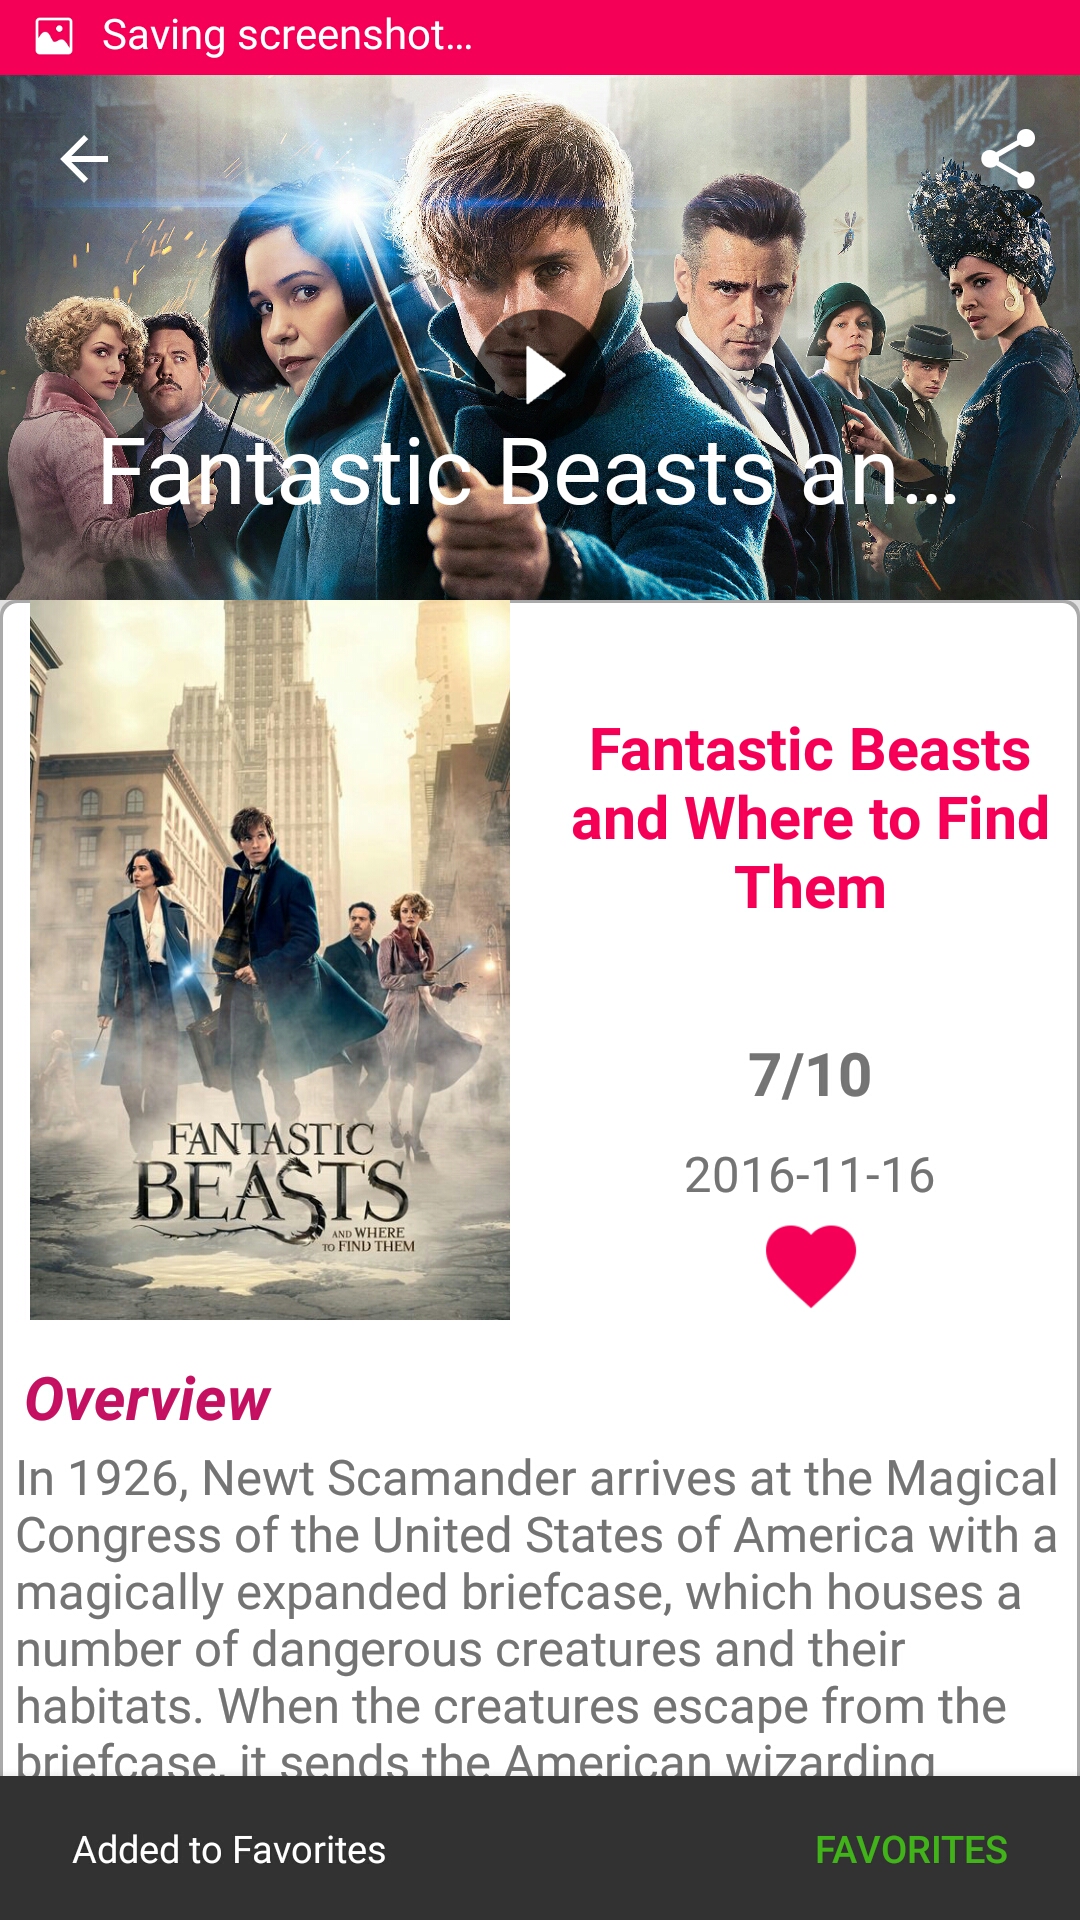 Saving screenshot...
Fantastic Beasts an...
Fantastic Beasts
and Where to Find
Them
7/10
2016-11-16
FANTASTIC
BEASTS
AND WHERE
TO FIND THEM
Overview
In 1926, Newt Scamander arrives at the Magical
Congress of the United States of America with a
magically expanded briefcase, which houses a
number of dangerous creatures and their
habitats. When the creatures escape from the
briefcase, it sends the American wizarding
Added to Favorites
FAVORITES